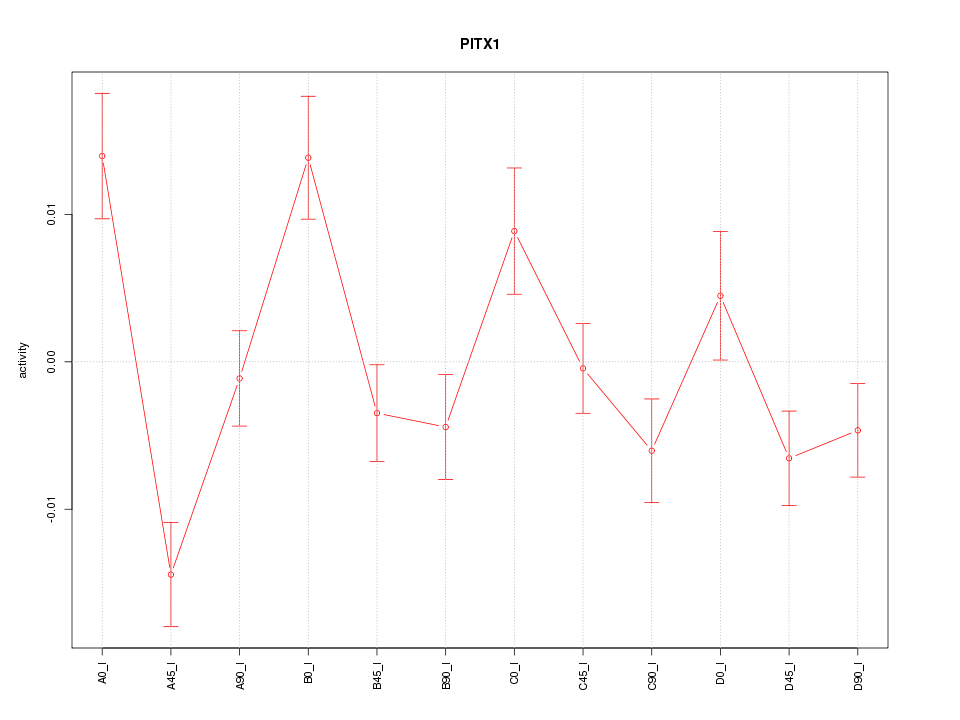 PITX1
activity
0.01
0.00
-0.01
A0_I
A45_I
A90_I
B0_I
B45_I
B90_I
C0_I
C45_I
C90_I
D0_I
D45_I
D90_I